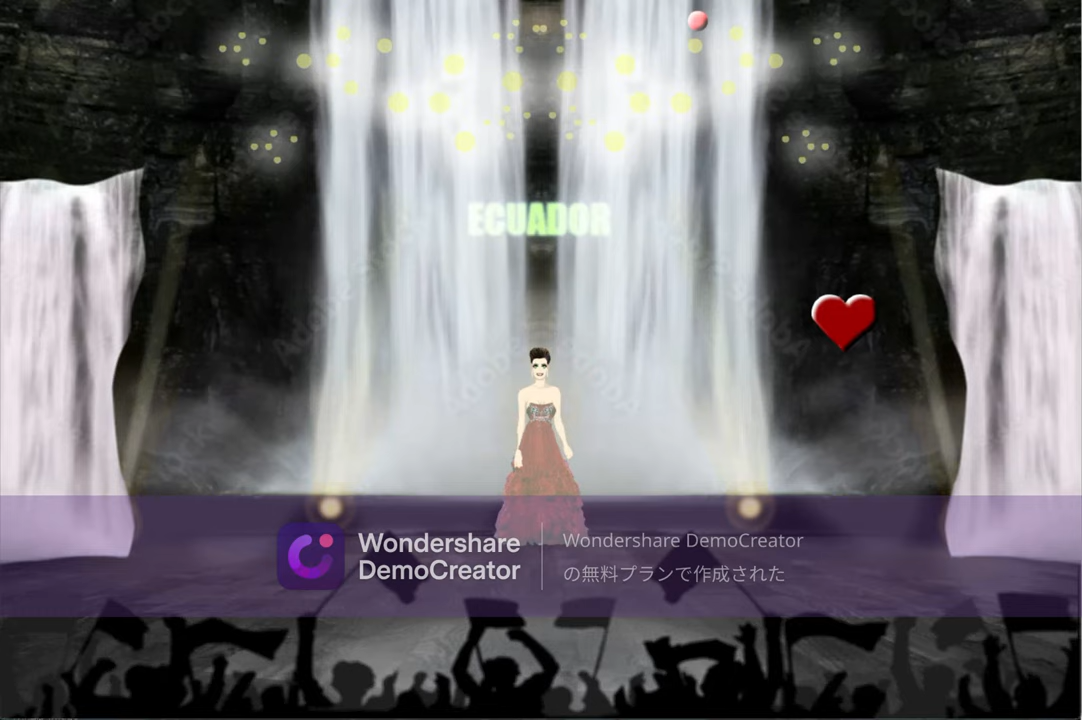 ECUADOR
Wondershare
DemoCreator
Wondershare DemoCreator
の無料プランで作成された